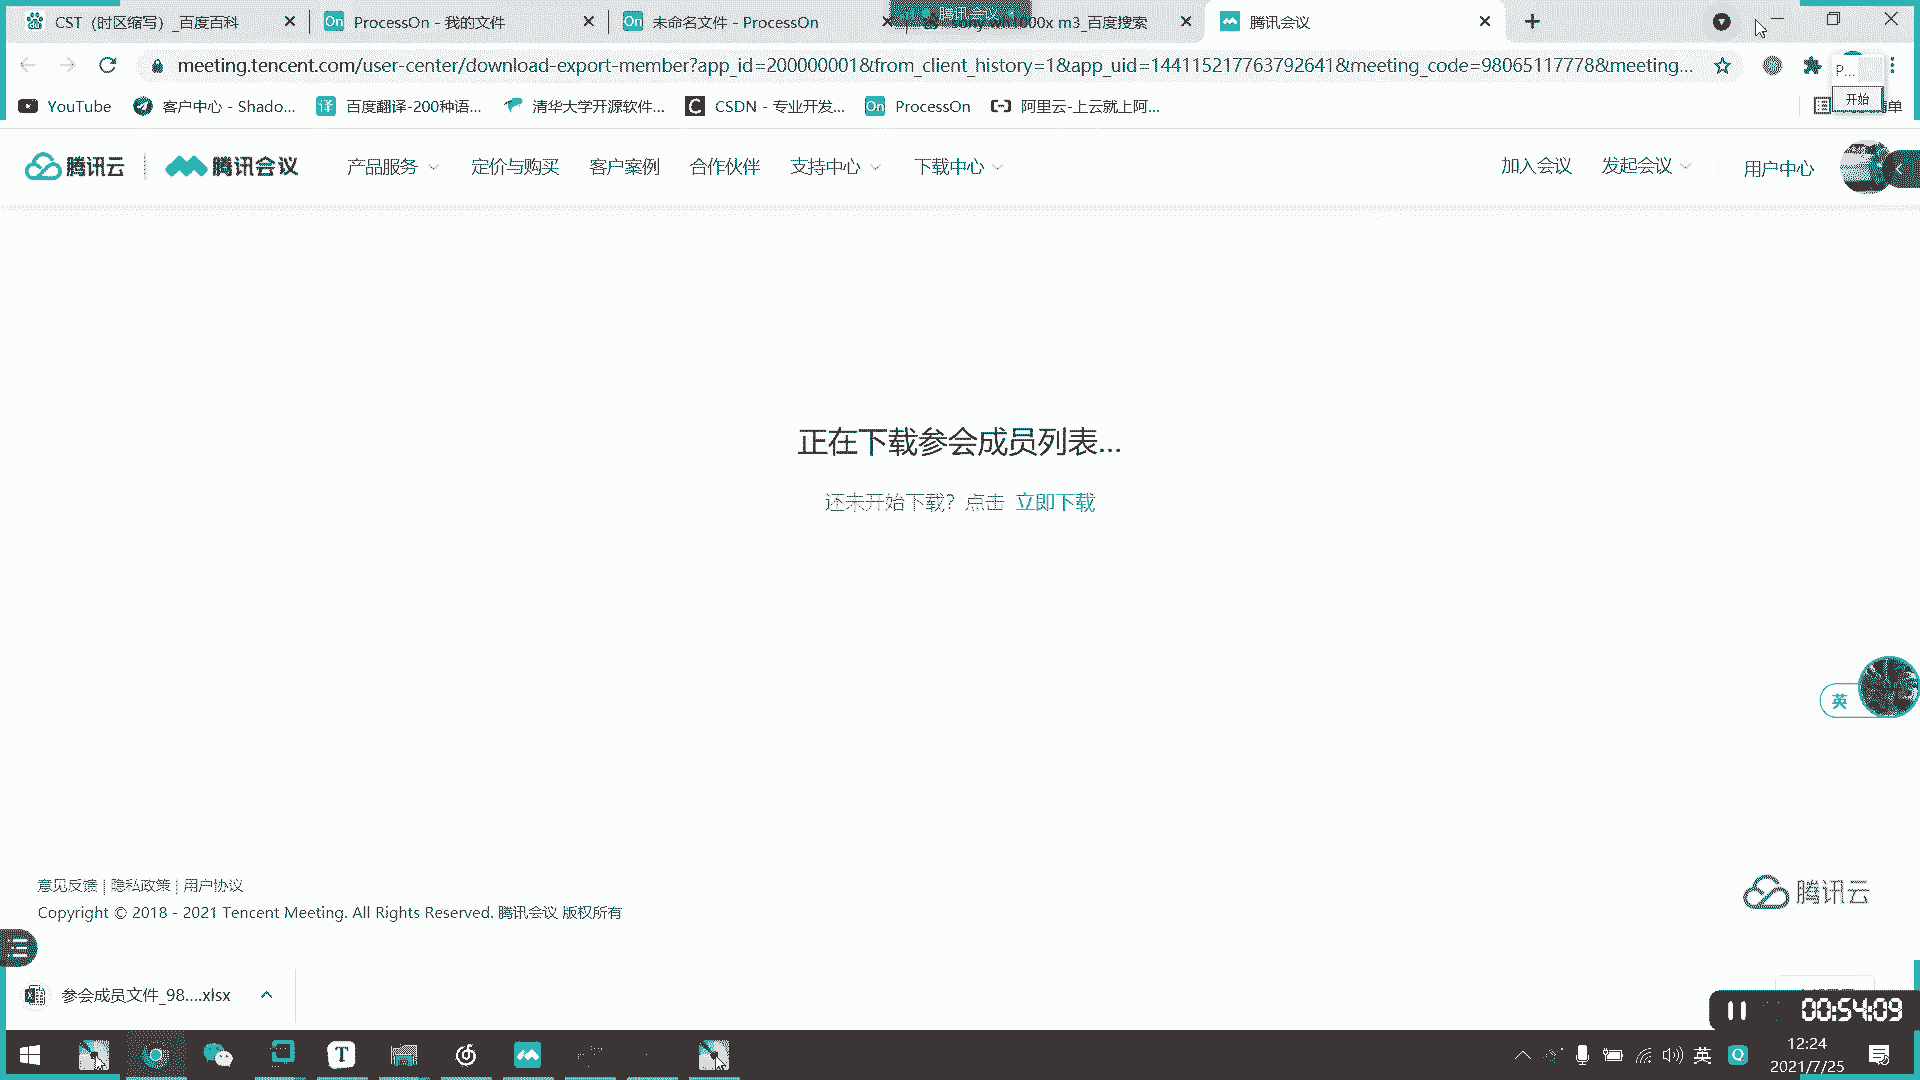 CST（时区缩写）_百度百科
ProcessOn - 我的文件
未命名文件 - ProcessOn
sony wh1000x m3_百度搜索
腾讯会议
腾讯会议
meeting.tencent.com/user-center/download-export-member?app_id=200000001&from_client_history=1&app_uid=144115217763792641&meeting_code=98065117778&meeting...
P...
开始
YouTube
客户中心 - Shado...
百度翻译-200种语...
清华大学开源软件...
CSDN - 专业开发...
ProcessOn
阿里云-上云就上阿...
单
腾讯云
腾讯会议
产品服务
定价与购买
客户案例
合作伙伴
支持中心
下载中心
加入会议
发起会议
用户中心
正在下载参会成员列表...
还未开始下载？点击 立即下载
英
意见反馈 | 隐私政策 | 用户协议
Copyright © 2018 - 2021 Tencent Meeting. All Rights Reserved. 腾讯会议 版权所有
腾讯云
参会成员文件_98....xlsx
00:54:09
英
12:24
2021/7/25